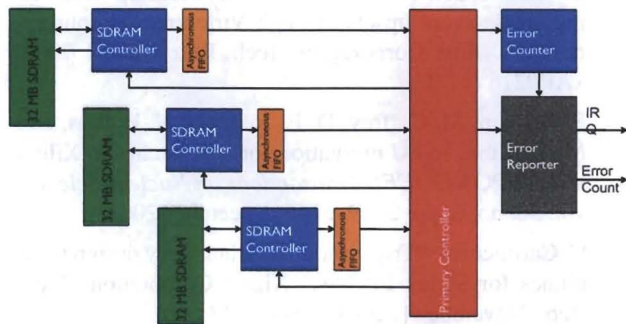 32 MB SDRAM
SDRAM
Controller
Asynchronous
FIFO
Error
Counter
32 MB SDRAM
SDRAM
Controller
Asynchronous
FIFO
Primary Controller
Error
Reporter
IR
Q
Error
Count
32 MB SDRAM
SDRAM
Controller
Asynchronous
FIFO